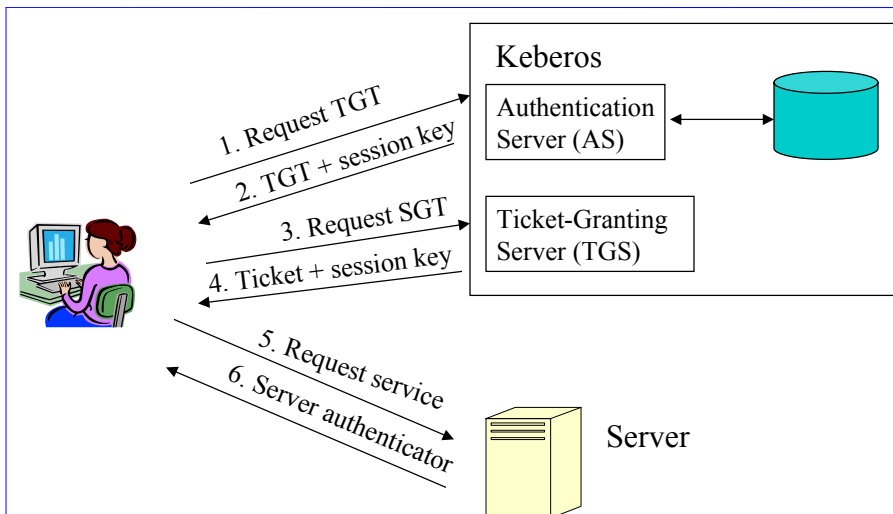 Keberos
1. Request TGT
Authentication
Server (AS)
2. TGT + session key
3. Request SGT
Ticket-Granting
Server (TGS)
4. Ticket + session key
5. Request service
6. Server authenticator
Server